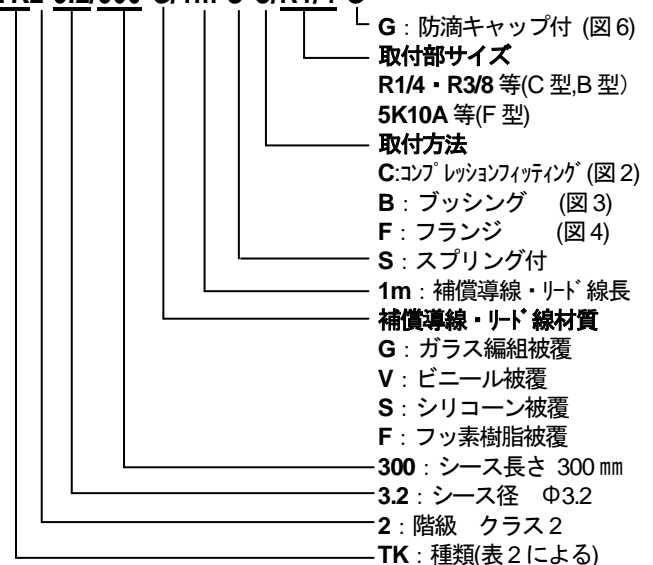 G：防滴キャップ付 (図6)
取付部サイズ
R1/4・R3/8 等(C 型,B 型)
5K10A 等(F 型)
取付方法
C:ｺﾝﾌﾟﾚｯｼｮﾝﾌｨｯﾃｨﾝｸﾞ(図2)
B：ブッシング (図3)
F：フランジ (図4)
S：スプリング付
1m：補償導線・ﾘｰﾄﾞ線長
補償導線・ﾘｰﾄﾞ線材質
G：ガラス編組被覆
V：ビニール被覆
S：シリコーン被覆
F：フッ素樹脂被覆
300：シース長さ 300㎜
3.2：シース径 Φ3.2
2：階級 クラス2
TK：種類(表2による)